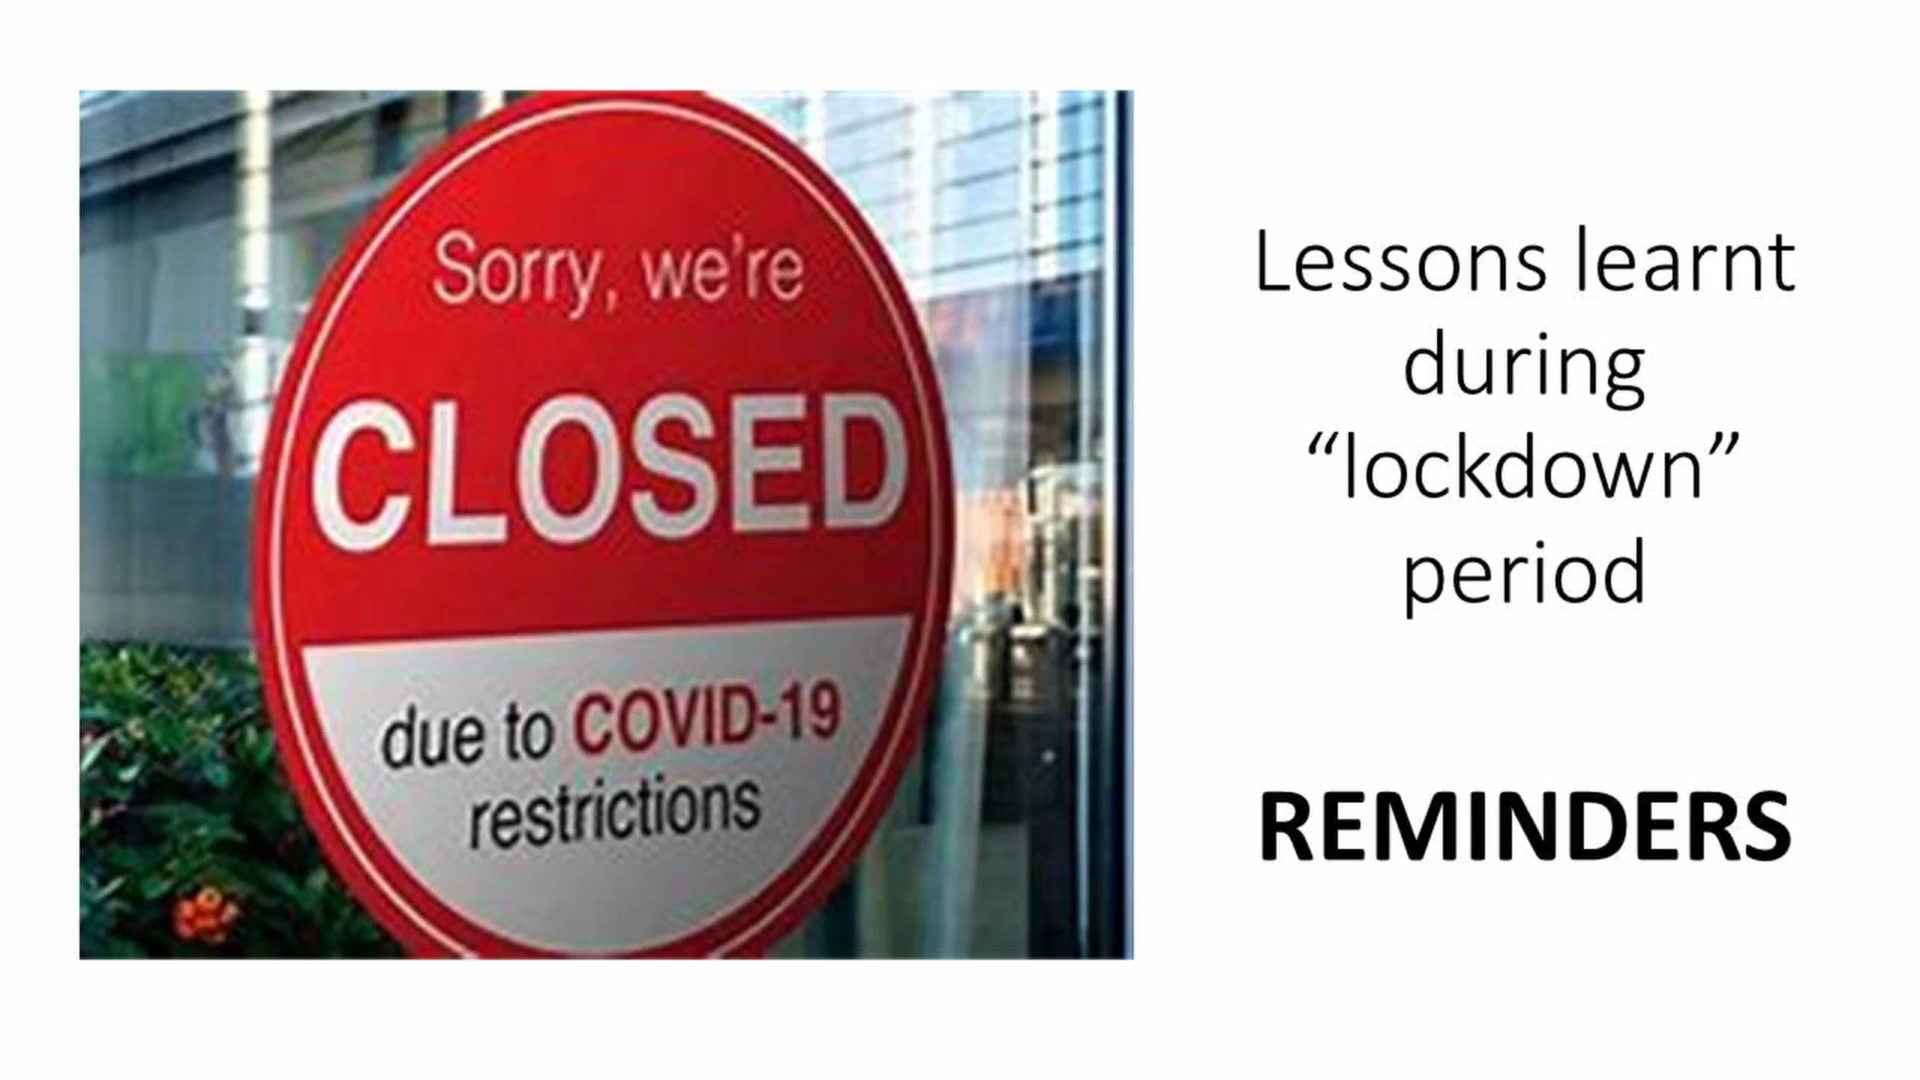 Sorry, we're
CLOSED
due to COVID-19
restrictions
Lessons learnt
during
“lockdown”
period
REMINDERS